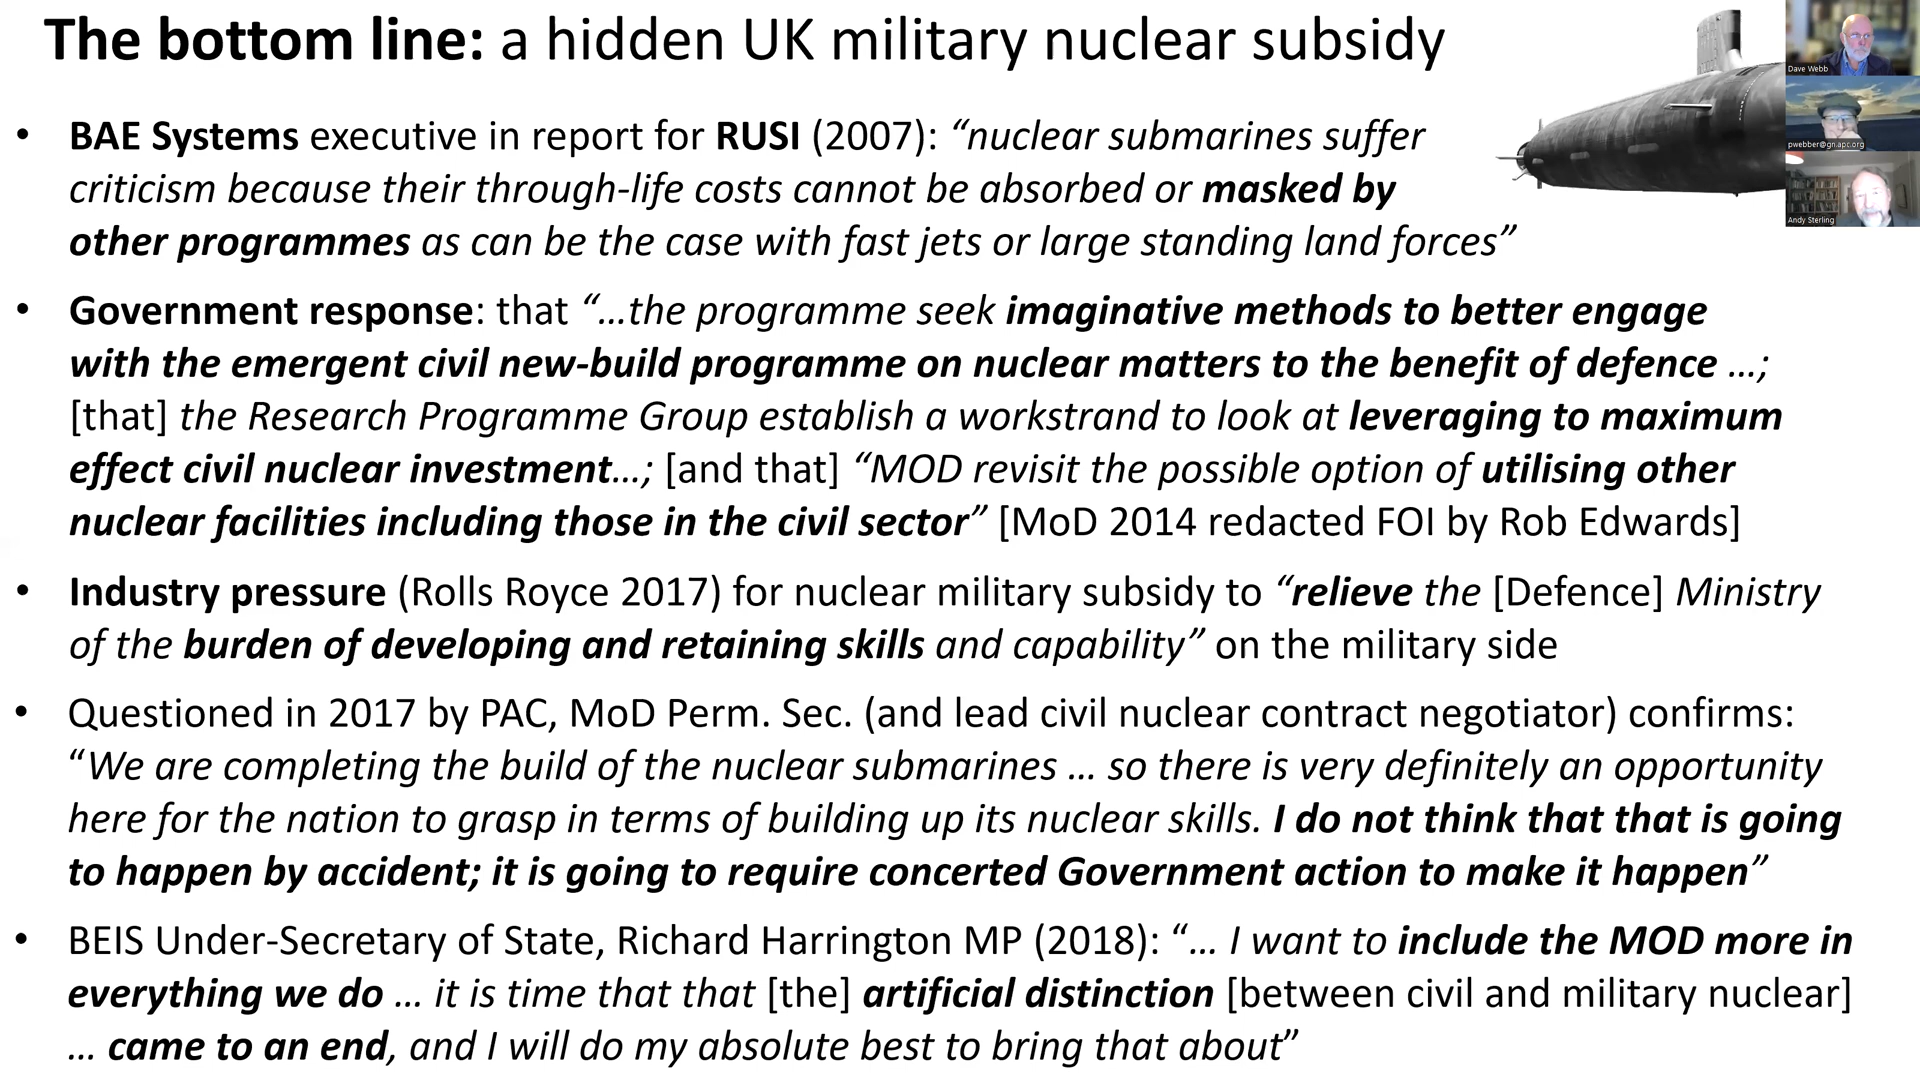 The bottom line: a hidden UK military nuclear subsidy
Dave Webb
pwebber@gn.apc.org
Andy Sterling
• BAE Systems executive in report for RUSI (2007): “nuclear submarines suffer
criticism because their through-life costs cannot be absorbed or masked by
other programmes as can be the case with fast jets or large standing land forces”
• Government response: that “…the programme seek imaginative methods to better engage
with the emergent civil new-build programme on nuclear matters to the benefit of defence …;
[that] the Research Programme Group establish a workstrand to look at leveraging to maximum
effect civil nuclear investment…; [and that] “MOD revisit the possible option of utilising other
nuclear facilities including those in the civil sector” [MoD 2014 redacted FOI by Rob Edwards]
• Industry pressure (Rolls Royce 2017) for nuclear military subsidy to “relieve the [Defence] Ministry
of the burden of developing and retaining skills and capability” on the military side
• Questioned in 2017 by PAC, MoD Perm. Sec. (and lead civil nuclear contract negotiator) confirms:
“We are completing the build of the nuclear submarines … so there is very definitely an opportunity
here for the nation to grasp in terms of building up its nuclear skills. I do not think that that is going
to happen by accident; it is going to require concerted Government action to make it happen”
• BEIS Under-Secretary of State, Richard Harrington MP (2018): “… I want to include the MOD more in
everything we do … it is time that that [the] artificial distinction [between civil and military nuclear]
… came to an end, and I will do my absolute best to bring that about”